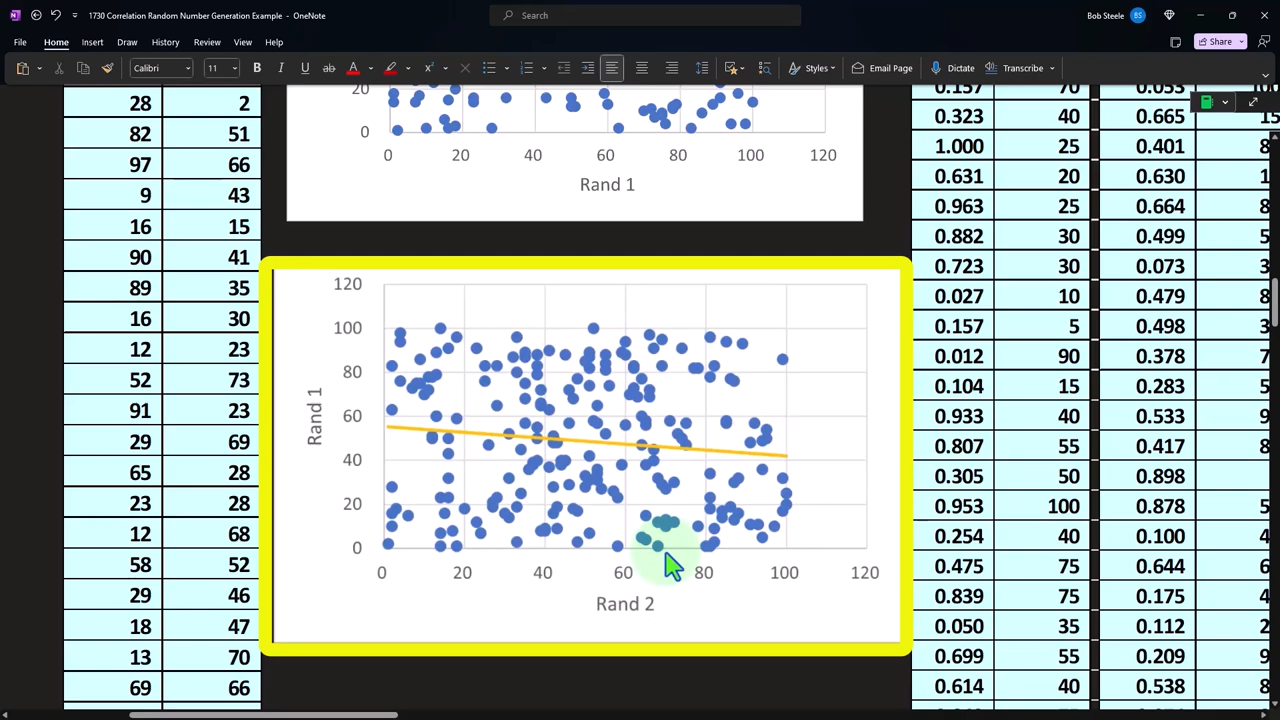 1730 Correlation Random Number Generation Example - OneNote
Search
Bob Steele BS
File Home Insert Draw History Review View Help Share
Calibri 11 B I U ab A Styles Email Page Dictate Transcribe
28 2
82 51
97 66
9 43
16 15
90 41
89 35
16 30
12 23
52 73
91 23
29 69
65 28
23 28
12 68
58 52
29 46
18 47
13 70
69 66
20
0
0 20 40 60 80 100 120
Rand 1
120
100
80
60
40
20
0
Rand 1
0 20 40 60 80 100 120
Rand 2
0.157 70 0.053
0.323 40 0.665
1.000 25 0.401
0.631 20 0.630
0.963 25 0.664
0.882 30 0.499
0.723 30 0.073
0.027 10 0.479
0.157 5 0.498
0.012 90 0.378
0.104 15 0.283
0.933 40 0.533
0.807 55 0.417
0.305 50 0.898
0.953 100 0.878
0.254 40 0.100
0.475 75 0.644
0.839 75 0.175
0.050 35 0.112
0.699 55 0.209
0.614 40 0.538